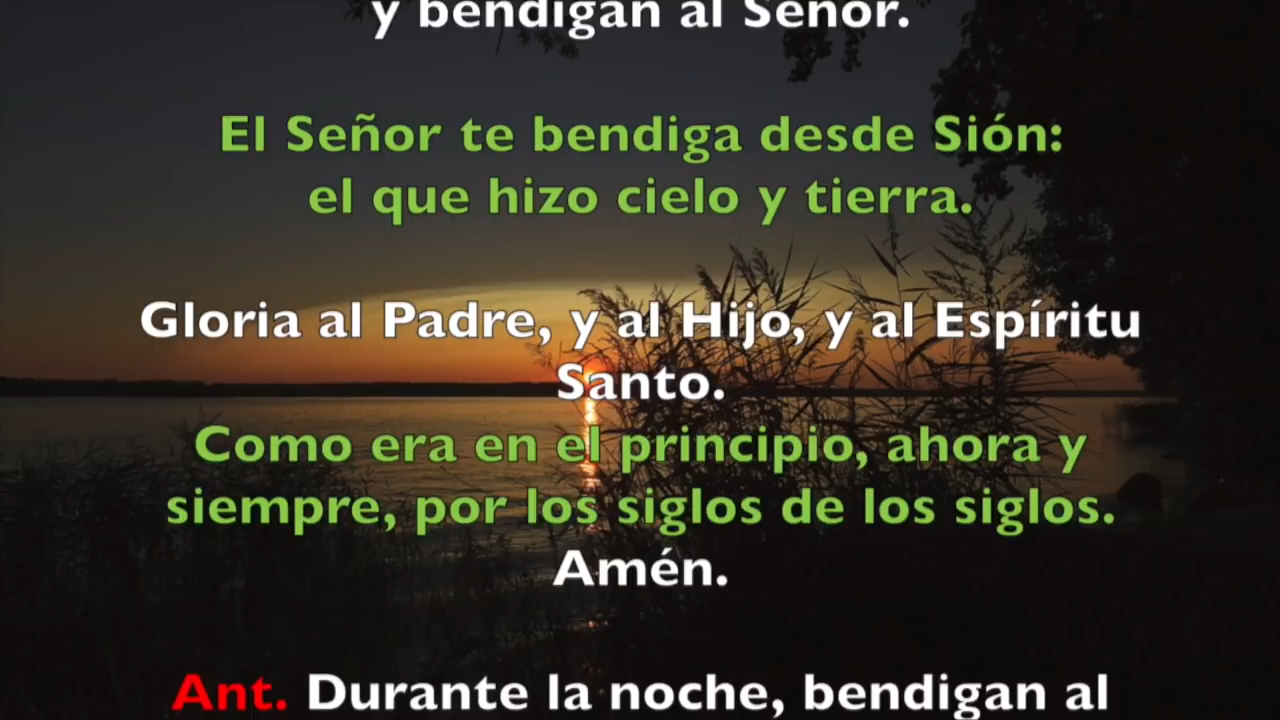 y bendigan al Señor.
El Señor te bendiga desde Sión:
el que hizo cielo y tierra.
Gloria al Padre, y al Hijo, y al Espíritu
Santo.
Como era en el principio, ahora y
siempre, por los siglos de los siglos.
Amén.
Ant. Durante la noche, bendigan al